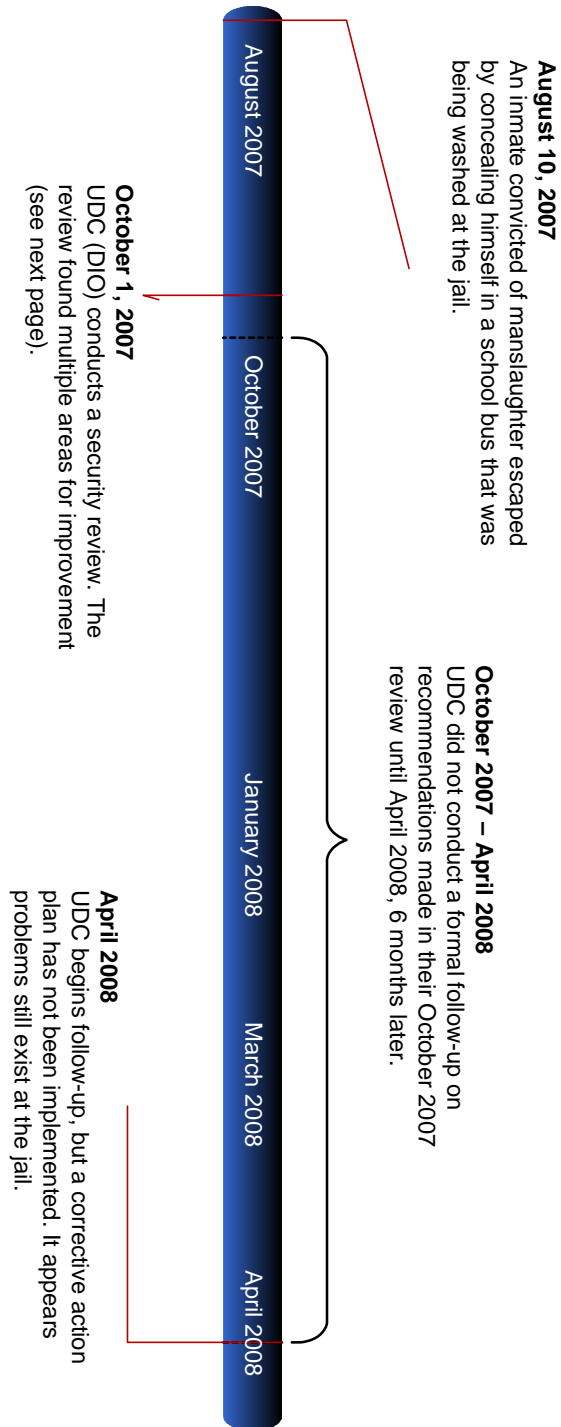 August 10, 2007
An inmate convicted of manslaughter escaped
by concealing himself in a school bus that was
being washed at the jail.
October 2007 – April 2008
UDC did not conduct a formal follow-up on
recommendations made in their October 2007
review until April 2008, 6 months later.
August 2007
October 2007
January 2008
March 2008
April 2008
October 1, 2007
UDC (DIO) conducts a security review. The
review found multiple areas for improvement
(see next page).
April 2008
UDC begins follow-up, but a corrective action
plan has not been implemented. It appears
problems still exist at the jail.